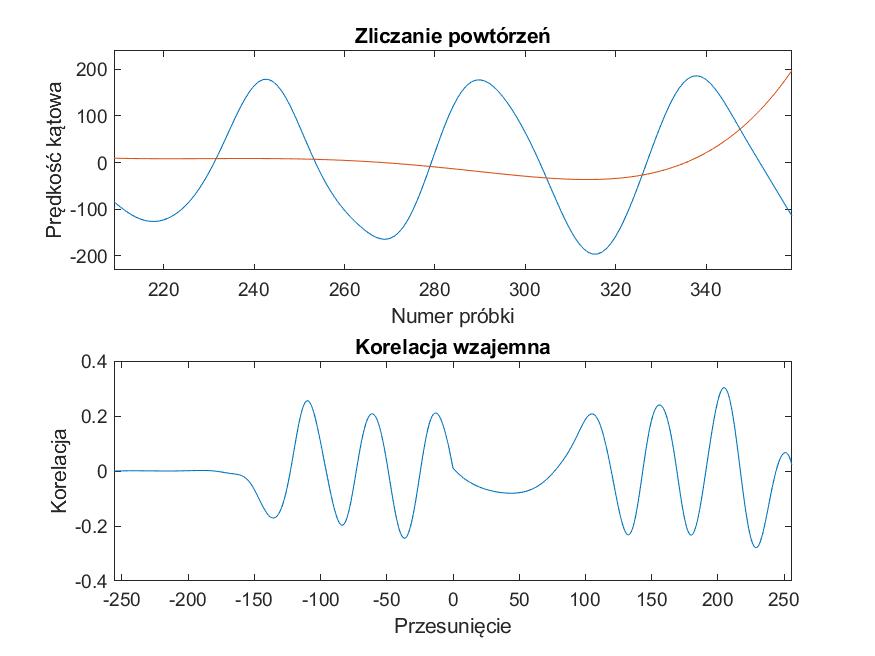 Zliczanie powtórzeń
200
100
0
-100
-200
Prędkość kątowa
220 240 260 280 300 320 340
Numer próbki
Korelacja wzajemna
0.4
0.2
0
-0.2
-0.4
Korelacja
-250 -200 -150 -100 -50 0 50 100 150 200 250
Przesunięcie